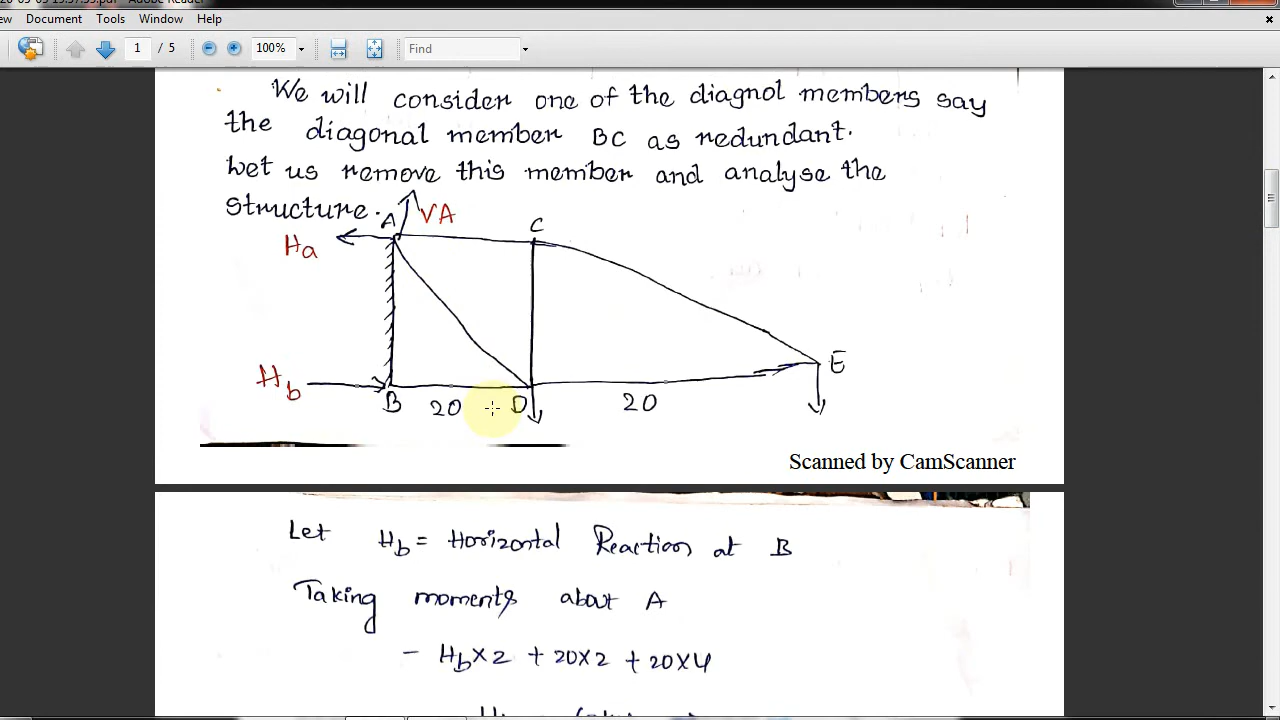 Document Tools Window Help
1 / 5 100% Find
We will consider one of the diagnol members say
the diagonal member BC as redundant.
Let us remove this member and analyse the
structure.
A VA C
Ha
E
Hb
B 20 D 20
Scanned by CamScanner
Let Hb = Horizontal Reaction at B
Taking moments about A
- Hb×2 + 20×2 + 20×4